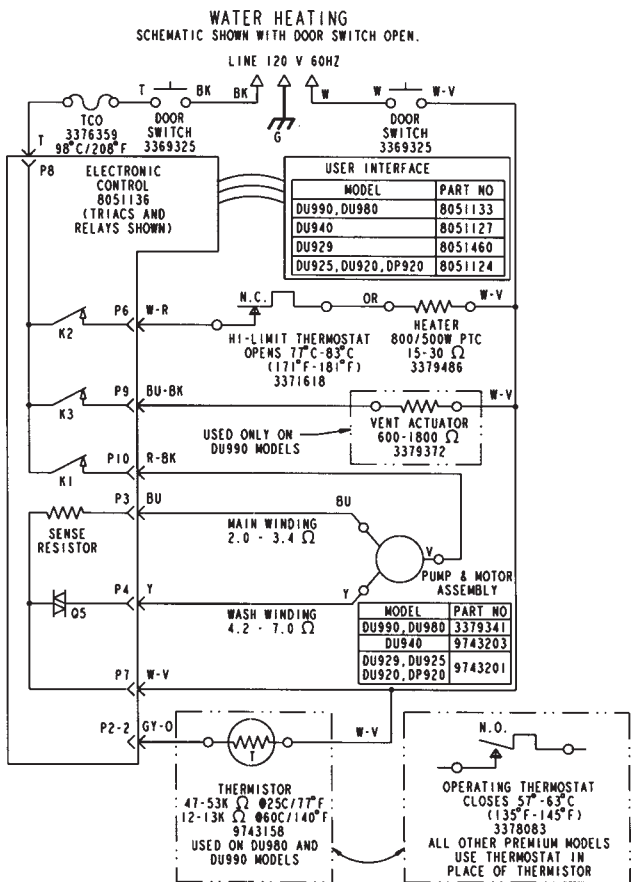 WATER HEATING
SCHEMATIC SHOWN WITH DOOR SWITCH OPEN.
LINE 120 V 60HZ
T BK BK W W W-V
TCO
3376359
98°C/208°F
DOOR
SWITCH
3369325
G
DOOR
SWITCH
3369325
T
P8
ELECTRONIC
CONTROL
8051136
(TRIACS AND
RELAYS SHOWN)
USER INTERFACE
MODEL PART NO
DU990,DU980 8051133
DU940 8051127
DU929 8051460
DU925,DU920,DP920 8051124
K2
P6 W-R
N.C.
OR
W-V
HI-LIMIT THERMOSTAT
OPENS 77°C-83°C
(171°F-181°F)
3371618
HEATER
800/500W PTC
15-30 Ω
3379486
K3
P9 BU-BK
W-V
USED ONLY ON
DU990 MODELS
VENT ACTUATOR
600-1800 Ω
3379372
K1
P10 R-BK
P3 BU
BU
SENSE
RESISTOR
MAIN WINDING
2.0 - 3.4 Ω
V
PUMP & MOTOR
ASSEMBLY
Q5
P4 Y
Y
WASH WINDING
4.2 - 7.0 Ω
MODEL PART NO
DU990,DU980 3379341
DU940 9743203
DU929,DU925
DU920,DP920 9743201
P7 W-V
P2-2 GY-O
T
W-V
THERMISTOR
47-53K Ω @25C/77°F
12-13K Ω @60C/140°F
9743158
USED ON DU980 AND
DU990 MODELS
N.O.
OPERATING THERMOSTAT
CLOSES 57°-63°C
(135°F-145°F)
3378083
ALL OTHER PREMIUM MODELS
USE THERMOSTAT IN
PLACE OF THERMISTOR